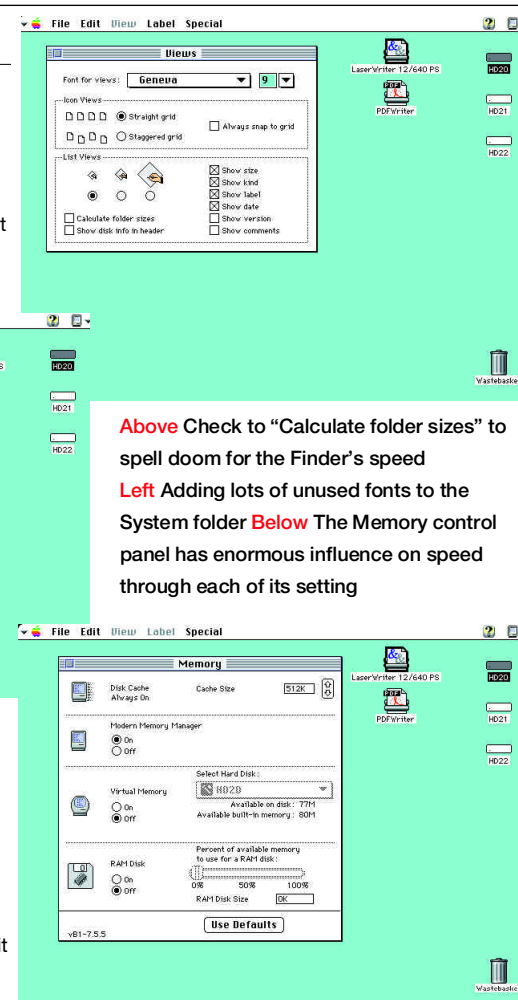 File Edit View Label Special
Views
Font for views: Geneva 9
Icon Views
Straight grid
Staggered grid
Always snap to grid
List Views
Show size
Show kind
Show label
Show date
Calculate folder sizes
Show version
Show disk info in header
Show comments
LaserWriter 12/640 PS
PDFWriter
HD20
HD21
HD22
Wastebaske
t
s
HD20
HD21
HD22
Above Check to “Calculate folder sizes” to
spell doom for the Finder’s speed
Left Adding lots of unused fonts to the
System folder Below The Memory control
panel has enormous influence on speed
through each of its setting
File Edit View Label Special
Memory
Disk Cache
Always On
Cache Size 512K
Modern Memory Manager
On
Off
Virtual Memory
On
Off
Select Hard Disk:
HD20
Available on disk: 77M
Available built-in memory: 80M
RAM Disk
On
Off
Percent of available memory
to use for a RAM disk:
0% 50% 100%
RAM Disk Size 0K
v81-7.5.5
Use Defaults
LaserWriter 12/640 PS
PDFWriter
HD20
HD21
HD22
Wastebaske
it